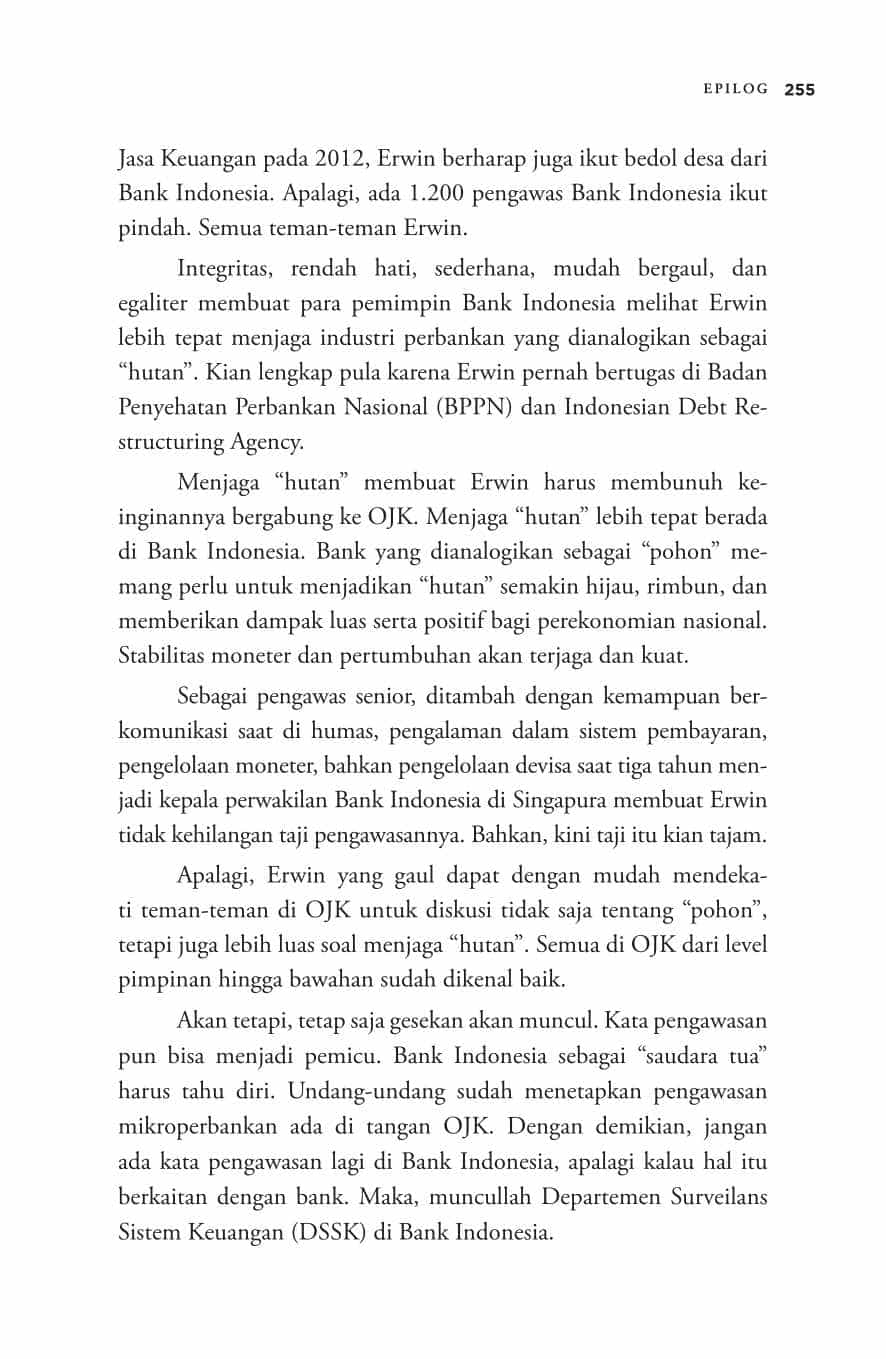 EPILOG 255
Jasa Keuangan pada 2012, Erwin berharap juga ikut bedol desa dari
Bank Indonesia. Apalagi, ada 1.200 pengawas Bank Indonesia ikut
pindah. Semua teman-teman Erwin.
Integritas, rendah hati, sederhana, mudah bergaul, dan
egaliter membuat para pemimpin Bank Indonesia melihat Erwin
lebih tepat menjaga industri perbankan yang dianalogikan sebagai
“hutan”. Kian lengkap pula karena Erwin pernah bertugas di Badan
Penyehatan Perbankan Nasional (BPPN) dan Indonesian Debt Re-
structuring Agency.
Menjaga “hutan” membuat Erwin harus membunuh ke-
inginannya bergabung ke OJK. Menjaga “hutan” lebih tepat berada
di Bank Indonesia. Bank yang dianalogikan sebagai “pohon” me-
mang perlu untuk menjadikan “hutan” semakin hijau, rimbun, dan
memberikan dampak luas serta positif bagi perekonomian nasional.
Stabilitas moneter dan pertumbuhan akan terjaga dan kuat.
Sebagai pengawas senior, ditambah dengan kemampuan ber-
komunikasi saat di humas, pengalaman dalam sistem pembayaran,
pengelolaan moneter, bahkan pengelolaan devisa saat tiga tahun men-
jadi kepala perwakilan Bank Indonesia di Singapura membuat Erwin
tidak kehilangan taji pengawasannya. Bahkan, kini taji itu kian tajam.
Apalagi, Erwin yang gaul dapat dengan mudah mendeka-
ti teman-teman di OJK untuk diskusi tidak saja tentang “pohon”,
tetapi juga lebih luas soal menjaga “hutan”. Semua di OJK dari level
pimpinan hingga bawahan sudah dikenal baik.
Akan tetapi, tetap saja gesekan akan muncul. Kata pengawasan
pun bisa menjadi pemicu. Bank Indonesia sebagai “saudara tua”
harus tahu diri. Undang-undang sudah menetapkan pengawasan
mikroperbankan ada di tangan OJK. Dengan demikian, jangan
ada kata pengawasan lagi di Bank Indonesia, apalagi kalau hal itu
berkaitan dengan bank. Maka, muncullah Departemen Surveilans
Sistem Keuangan (DSSK) di Bank Indonesia.